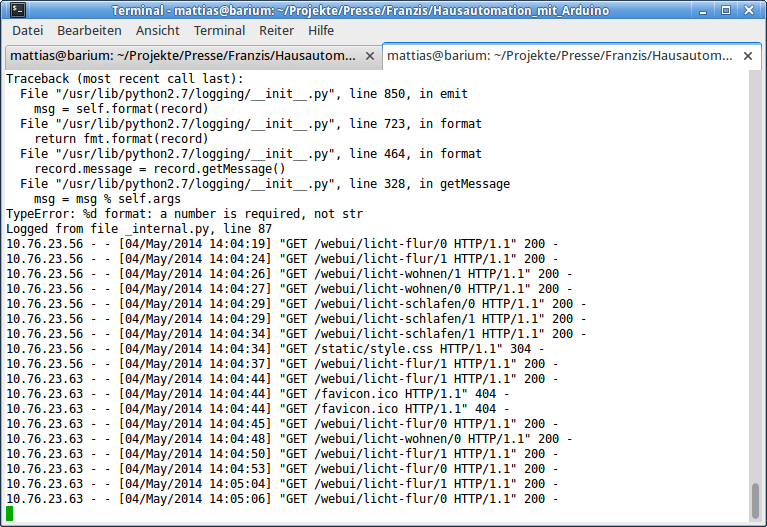 Terminal - mattias@barium: ~/Projekte/Presse/Franzis/Hausautomation_mit_Arduino
Datei Bearbeiten Ansicht Terminal Reiter Hilfe
mattias@barium: ~/Projekte/Presse/Franzis/Hausautom... mattias@barium: ~/Projekte/Presse/Franzis/Hausautom...
Traceback (most recent call last):
  File "/usr/lib/python2.7/logging/__init__.py", line 850, in emit
    msg = self.format(record)
  File "/usr/lib/python2.7/logging/__init__.py", line 723, in format
    return fmt.format(record)
  File "/usr/lib/python2.7/logging/__init__.py", line 464, in format
    record.message = record.getMessage()
  File "/usr/lib/python2.7/logging/__init__.py", line 328, in getMessage
    msg = msg % self.args
TypeError: %d format: a number is required, not str
Logged from file _internal.py, line 87
10.76.23.56 - - [04/May/2014 14:04:19] "GET /webui/licht-flur/0 HTTP/1.1" 200 -
10.76.23.56 - - [04/May/2014 14:04:24] "GET /webui/licht-flur/1 HTTP/1.1" 200 -
10.76.23.56 - - [04/May/2014 14:04:26] "GET /webui/licht-wohnen/1 HTTP/1.1" 200 -
10.76.23.56 - - [04/May/2014 14:04:27] "GET /webui/licht-wohnen/0 HTTP/1.1" 200 -
10.76.23.56 - - [04/May/2014 14:04:29] "GET /webui/licht-schlafen/0 HTTP/1.1" 200 -
10.76.23.56 - - [04/May/2014 14:04:29] "GET /webui/licht-schlafen/1 HTTP/1.1" 200 -
10.76.23.56 - - [04/May/2014 14:04:34] "GET /webui/licht-schlafen/1 HTTP/1.1" 200 -
10.76.23.56 - - [04/May/2014 14:04:34] "GET /static/style.css HTTP/1.1" 304 -
10.76.23.56 - - [04/May/2014 14:04:37] "GET /webui/licht-flur/1 HTTP/1.1" 200 -
10.76.23.63 - - [04/May/2014 14:04:44] "GET /webui/licht-flur/1 HTTP/1.1" 200 -
10.76.23.63 - - [04/May/2014 14:04:44] "GET /favicon.ico HTTP/1.1" 404 -
10.76.23.63 - - [04/May/2014 14:04:44] "GET /favicon.ico HTTP/1.1" 404 -
10.76.23.63 - - [04/May/2014 14:04:45] "GET /webui/licht-flur/0 HTTP/1.1" 200 -
10.76.23.63 - - [04/May/2014 14:04:48] "GET /webui/licht-wohnen/0 HTTP/1.1" 200 -
10.76.23.63 - - [04/May/2014 14:04:50] "GET /webui/licht-flur/1 HTTP/1.1" 200 -
10.76.23.63 - - [04/May/2014 14:04:53] "GET /webui/licht-flur/0 HTTP/1.1" 200 -
10.76.23.63 - - [04/May/2014 14:05:04] "GET /webui/licht-flur/1 HTTP/1.1" 200 -
10.76.23.63 - - [04/May/2014 14:05:06] "GET /webui/licht-flur/0 HTTP/1.1" 200 -